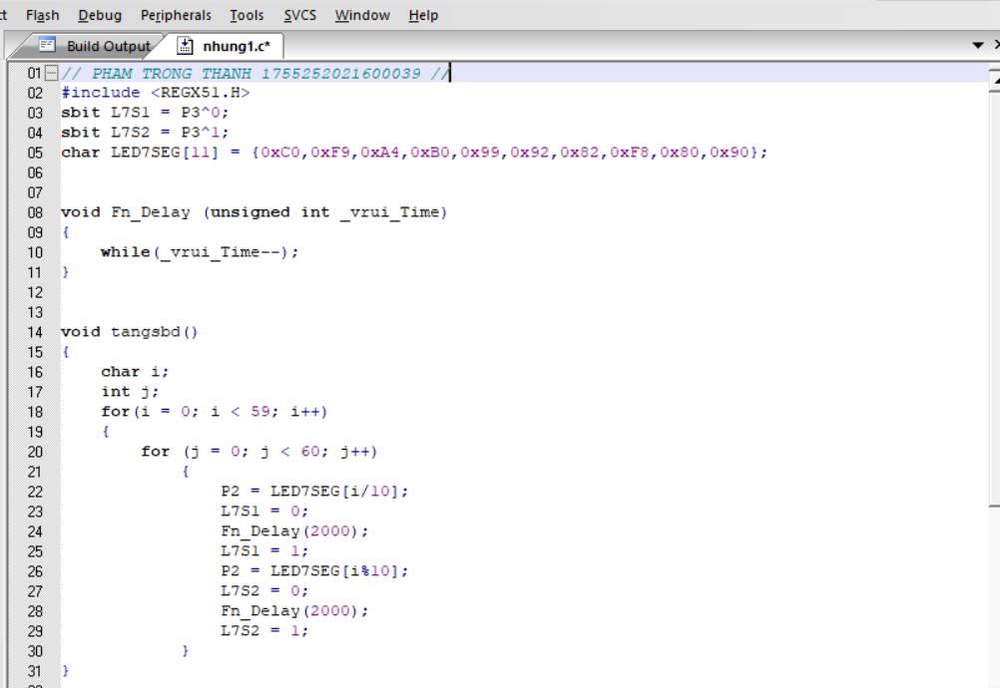 Flash Debug Peripherals Tools SVCS Window Help
Build Output nhung1.c*
01 // PHAM TRONG THANH 1755252021600039 //
02 #include <REGX51.H>
03 sbit L7S1 = P3^0;
04 sbit L7S2 = P3^1;
05 char LED7SEG[11] = {0xC0,0xF9,0xA4,0xB0,0x99,0x92,0x82,0xF8,0x80,0x90};
06
07
08 void Fn_Delay (unsigned int _vrui_Time)
09 {
10 while(_vrui_Time--);
11 }
12
13
14 void tangsbd()
15 {
16 char i;
17 int j;
18 for(i = 0; i < 59; i++)
19 {
20 for (j = 0; j < 60; j++)
21 {
22 P2 = LED7SEG[i/10];
23 L7S1 = 0;
24 Fn_Delay(2000);
25 L7S1 = 1;
26 P2 = LED7SEG[i%10];
27 L7S2 = 0;
28 Fn_Delay(2000);
29 L7S2 = 1;
30 }
31 }